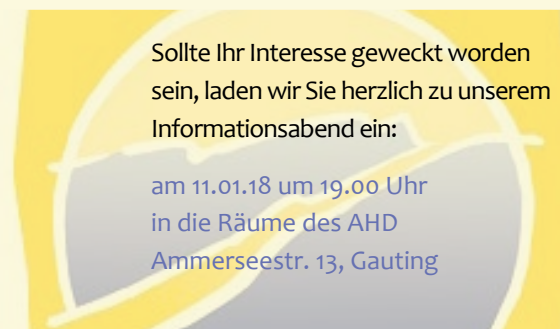 Sollte Ihr Interesse geweckt worden
sein, laden wir Sie herzlich zu unserem
Informationsabend ein:
am 11.01.18 um 19.00 Uhr
in die Räume des AHD
Ammerseestr. 13, Gauting